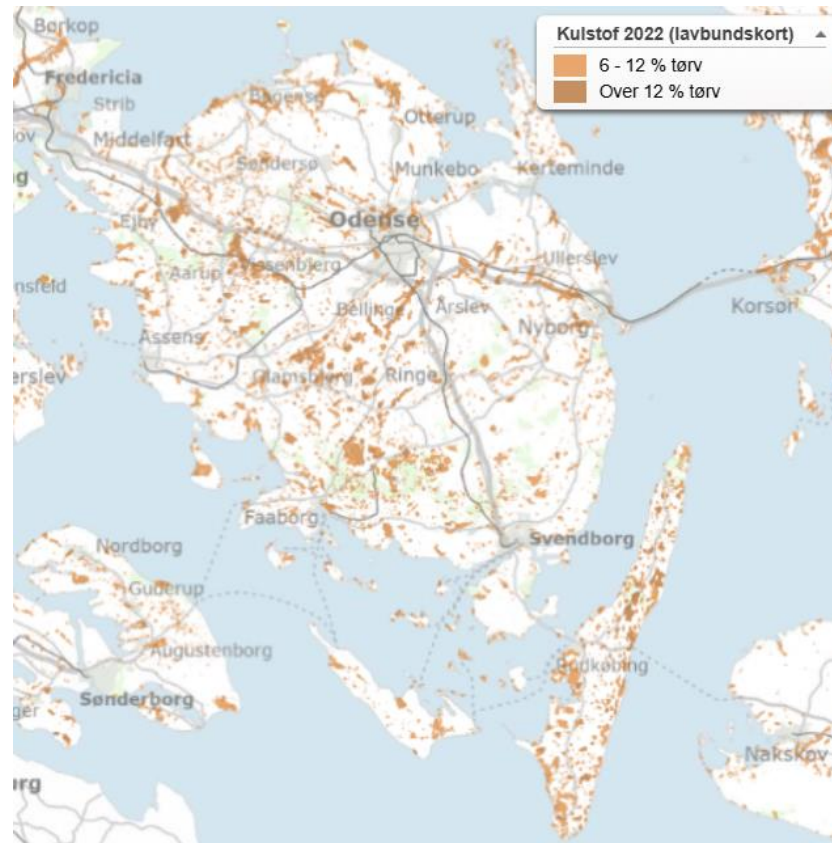 Kulstof 2022 (lavbundskort)
6 - 12 % tørv
Over 12 % tørv
Børkop
Fredericia
Strib
Middelfart
Bogense
Otterup
Søndersø
Munkebo
Kerteminde
Odense
Ejby
Aarup
Ullerslev
Korsør
Bellinge
Årslev
Nyborg
Assens
Glamsbjerg
Ringe
Faaborg
Svendborg
Nordborg
Guderup
Augustenborg
Rudkøbing
Sønderborg
Nakskov